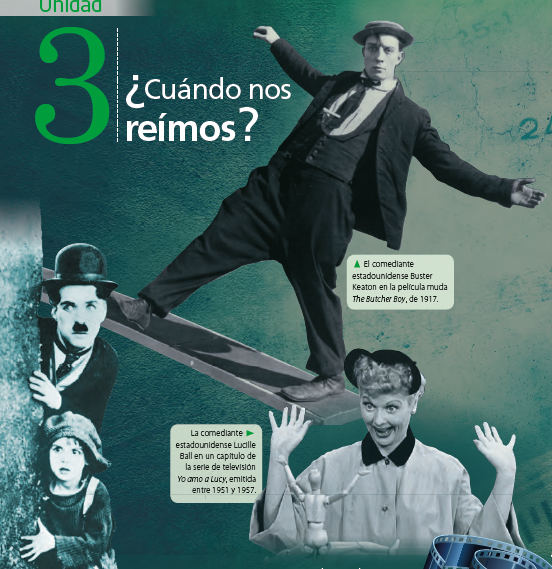 Unidad
3
¿Cuándo nos
reímos?
▲ El comediante
estadounidense Buster
Keaton en la película muda
The Butcher Boy, de 1917.
La comediante ►
estadounidense Lucille
Ball en un capítulo de
la serie de televisión
Yo amo a Lucy, emitida
entre 1951 y 1957.